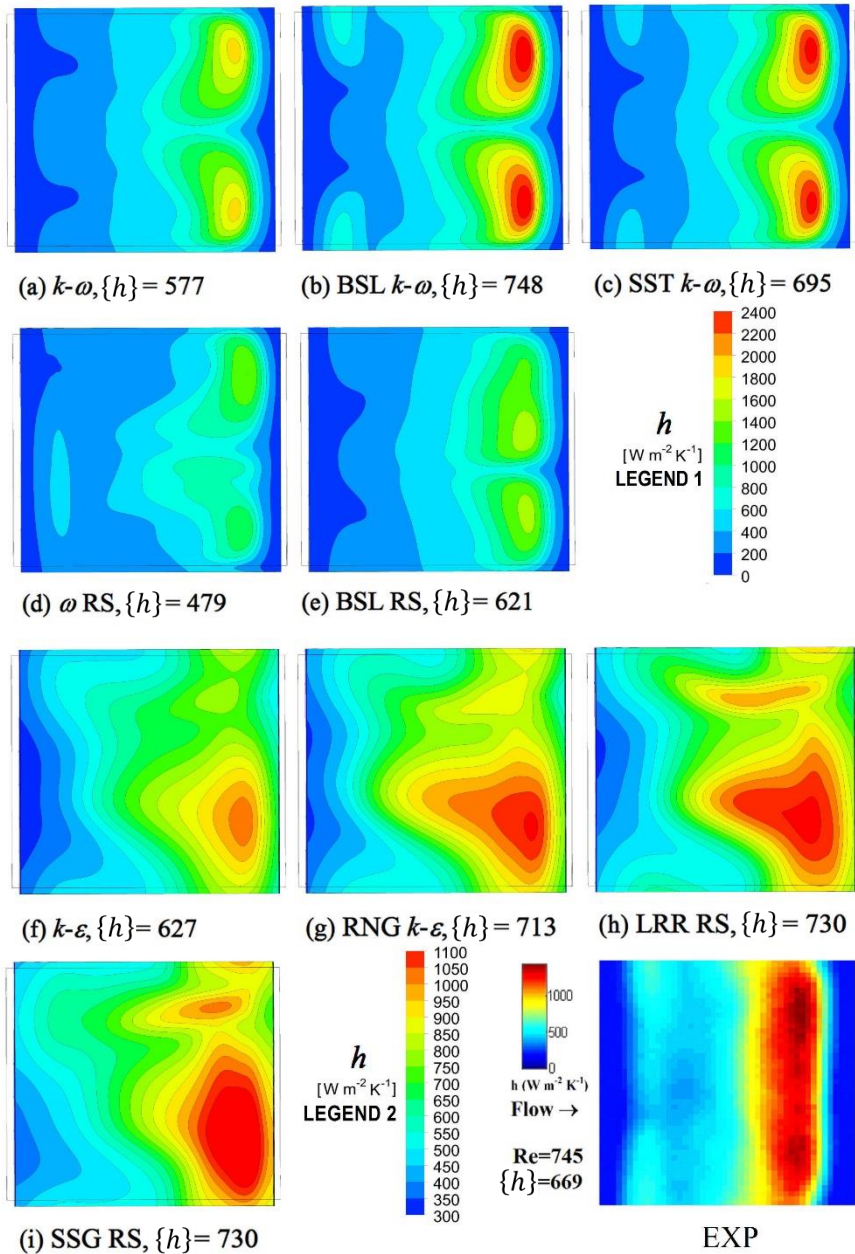 (a) k-ω,{h} = 577
(b) BSL k-ω,{h} = 748
(c) SST k-ω,{h} = 695
(d) ω RS, {h} = 479
(e) BSL RS, {h} = 621
h
[W m⁻² K⁻¹]
LEGEND 1
2400
2000
1800
1600
1400
1200
1000
800
600
400
200
0
(f) k-ε, {h} = 627
(g) RNG k-ε, {h} = 713
(h) LRR RS, {h} = 730
(i) SSG RS, {h} = 730
h
[W m⁻² K⁻¹]
LEGEND 2
1100
1050
950
900
850
800
750
700
650
600
550
500
450
400
350
300
1000
500
0
h (W m⁻² K⁻¹)
Flow →
Re=745
{h}=669
EXP